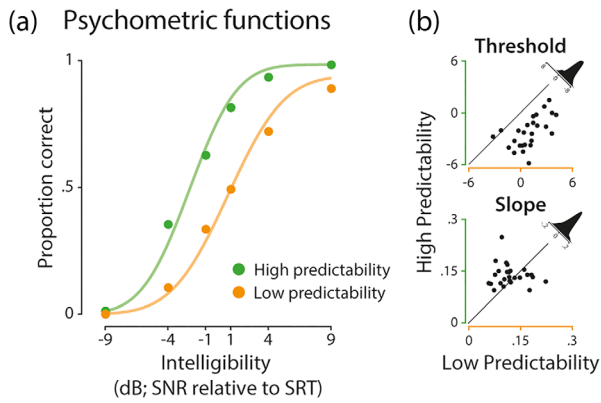 (a) Psychometric functions
Proportion correct
1
.5
0
-9
-4
-1
1
4
9
High predictability
Low predictability
Intelligibility
(dB; SNR relative to SRT)
(b)
Threshold
High Predictability
6
0
-6
-6
0
6
Slope
.3
.15
0
0
.15
.3
Low Predictability